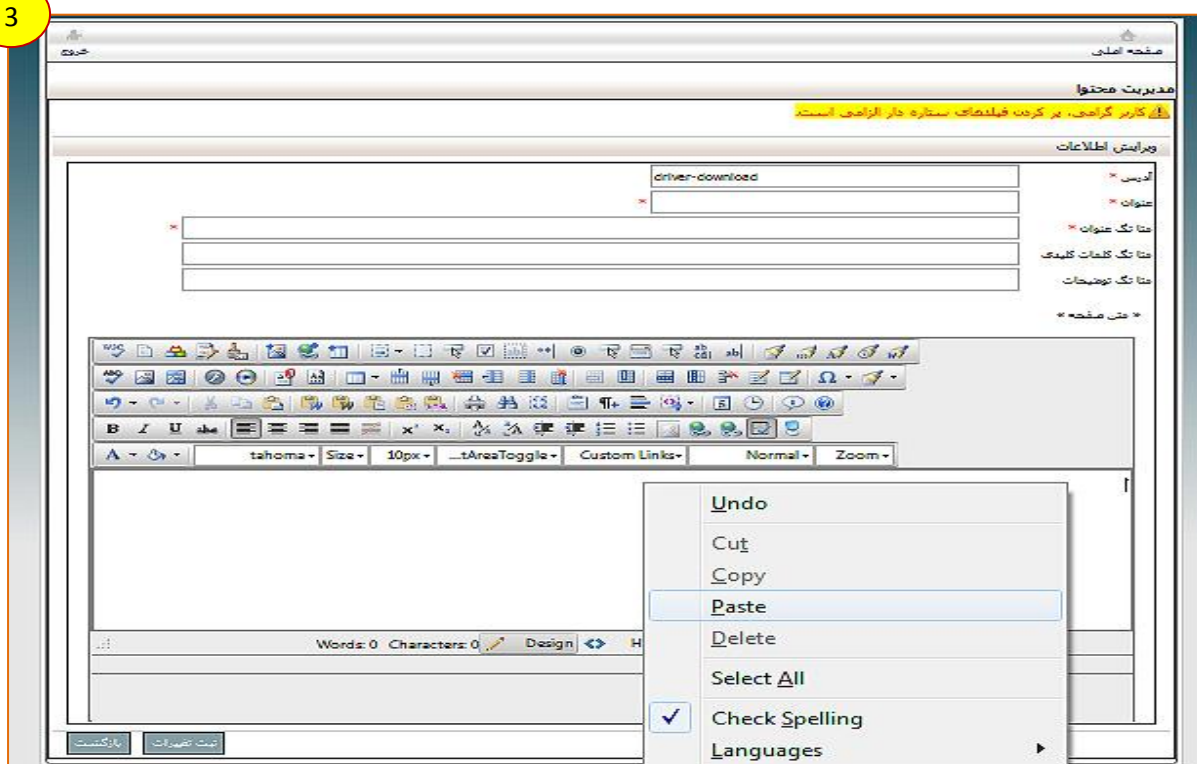 3
صفحه اصلی
خروج
مدیریت محتوا
کاربر گرامی، پر کردن فیلدهای ستاره دار الزامی است.
ویرایش اطلاعات
آدرس * driver-download
عنوان * *
متا تگ عنوان * *
متا تگ کلمات کلیدی
متا تگ توضیحات
* متن صفحه *
A tahoma Size 10px ...tAreaToggle Custom Links Normal Zoom
Undo
Cut
Copy
Paste
Delete
Select All
Check Spelling
Languages
Words: 0 Characters: 0 Design H
ثبت تغییرات بازگشت